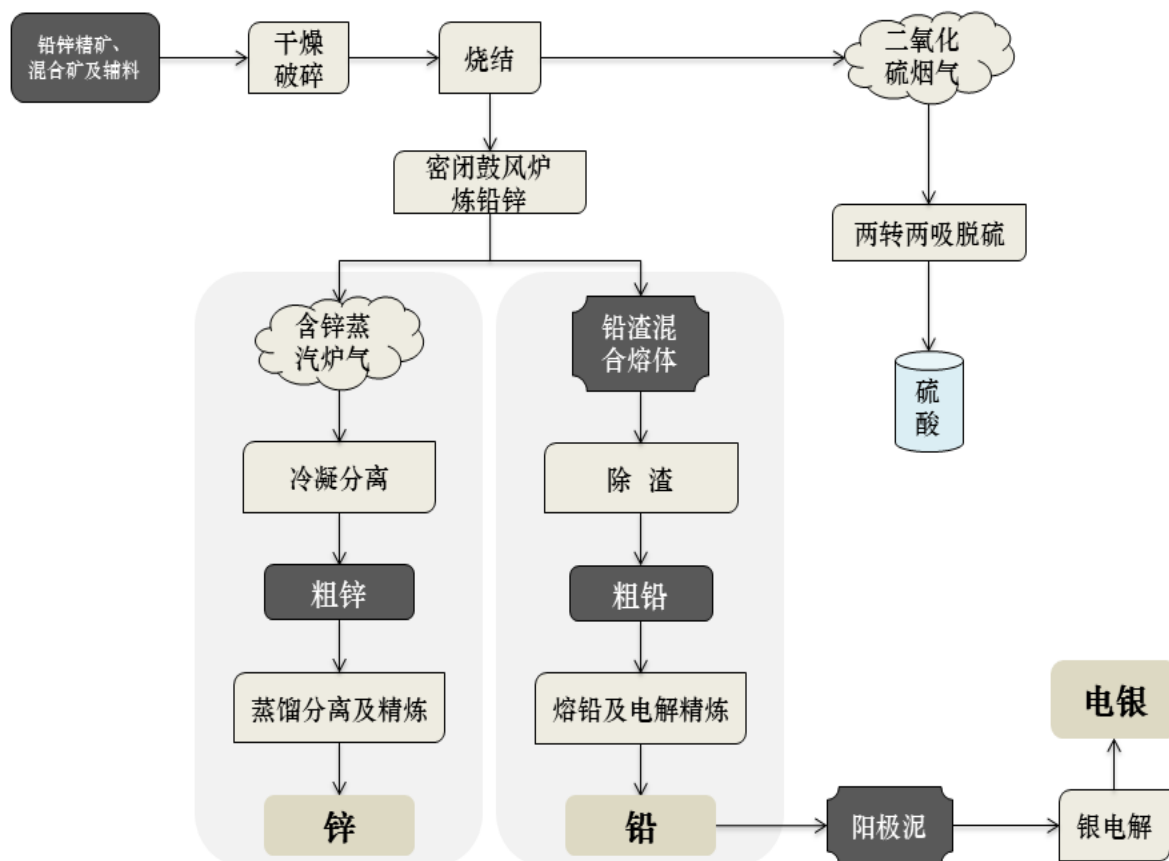 铅锌精矿、
混合矿及辅料
干燥
破碎
烧结
二氧化
硫烟气
密闭鼓风炉
炼铅锌
两转两吸脱硫
硫
酸
含锌蒸
汽炉气
铅渣混
合熔体
冷凝分离
除 渣
粗锌
粗铅
蒸馏分离及精炼
熔铅及电解精炼
电银
锌
铅
阳极泥
银电解